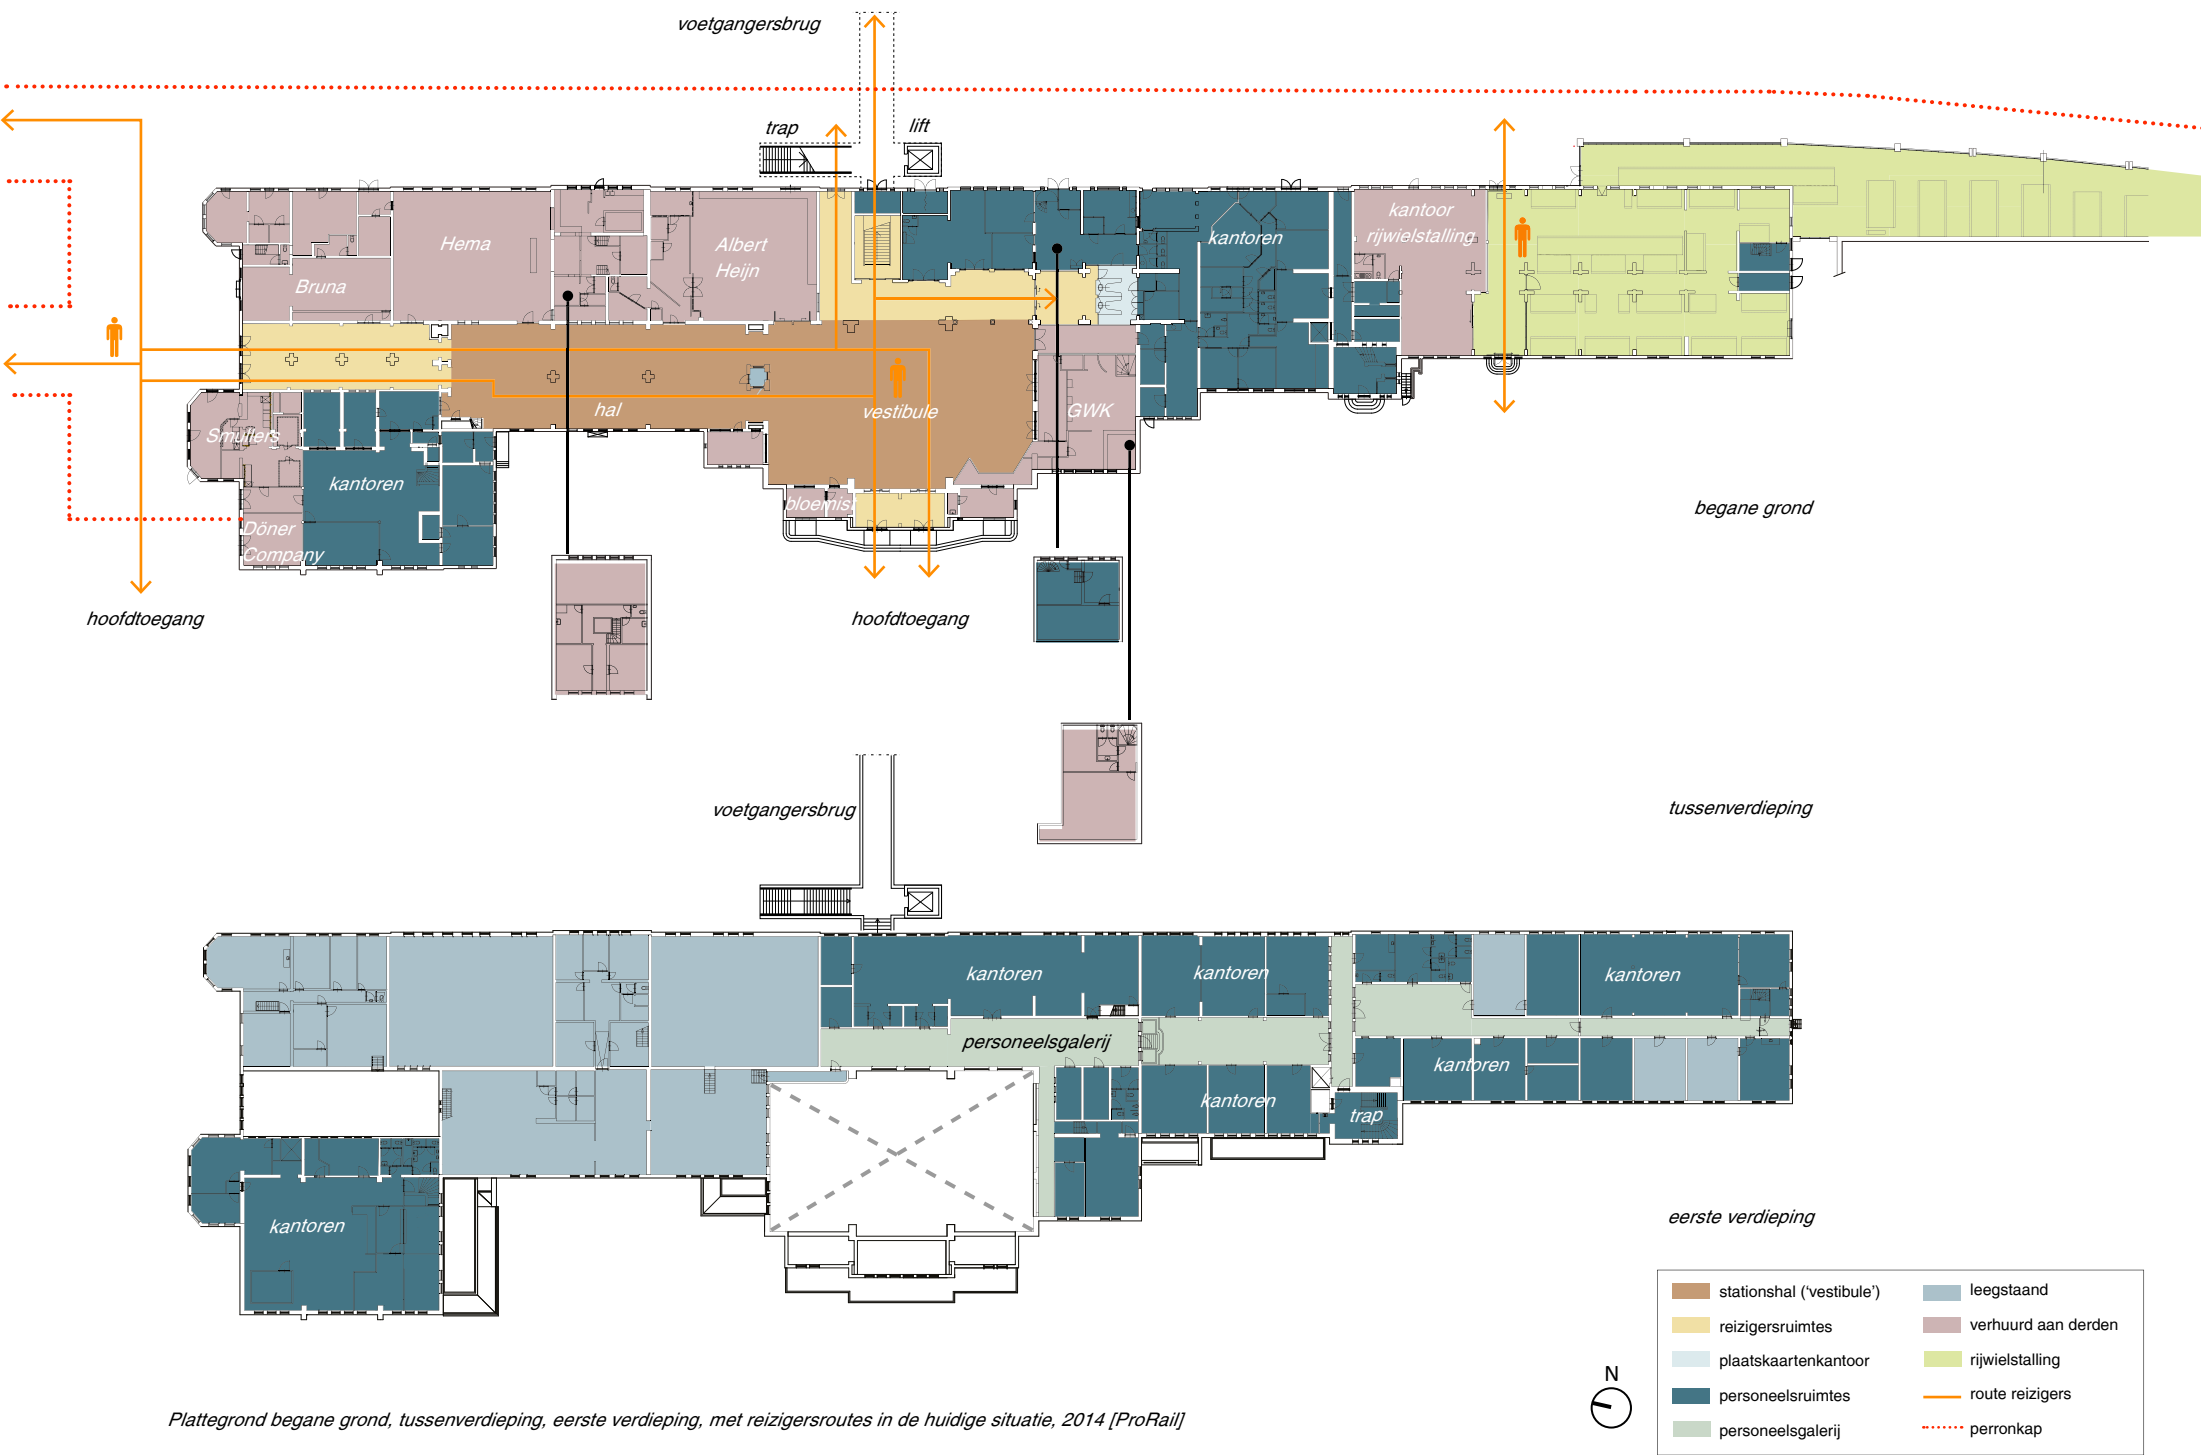 voetgangersbrug
trap
lift
Hema
Albert
Heijn
Bruna
kantoren
kantoor
rijwielstalling
hal
vestibule
GWK
Smullers
kantoren
bloemist
Döner
Company
begane grond
hoofdtoegang
hoofdtoegang
voetgangersbrug
tussenverdieping
kantoren
kantoren
kantoren
personeelsgalerij
kantoren
kantoren
trap
kantoren
eerste verdieping
stationshal (‘vestibule’)
reizigersruimtes
plaatskaartenkantoor
personeelsruimtes
personeelsgalerij
leegstaand
verhuurd aan derden
rijwielstalling
route reizigers
perronkap
N
Plattegrond begane grond, tussenverdieping, eerste verdieping, met reizigersroutes in de huidige situatie, 2014 [ProRail]